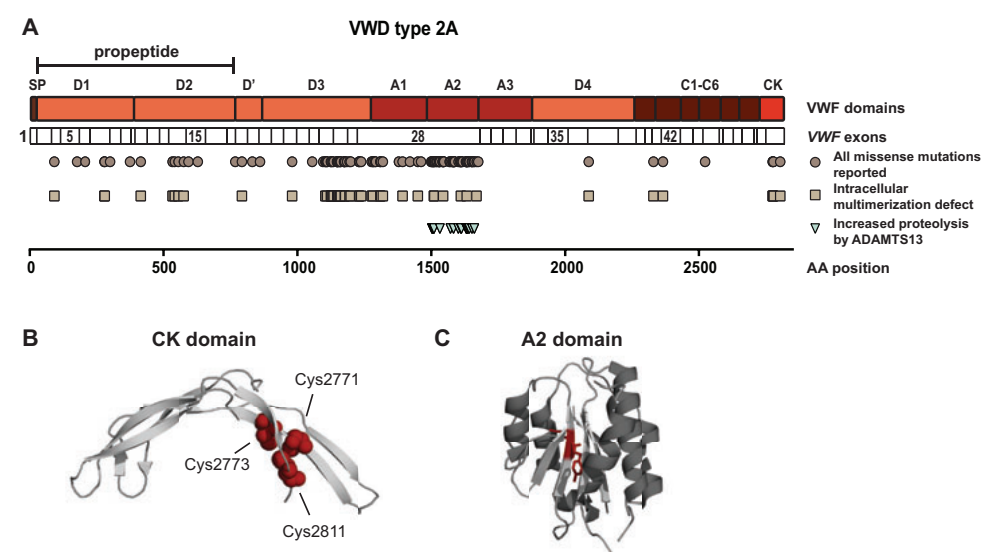 A
VWD type 2A
propeptide
SP D1 D2 D' D3 A1 A2 A3 D4 C1-C6 CK
VWF domains
1 5 15 28 35 42 VWF exons
All missense mutations
reported
Intracellular
multimerization defect
Increased proteolysis
by ADAMTS13
0 500 1000 1500 2000 2500 AA position
B CK domain
Cys2771
Cys2773
Cys2811
C A2 domain